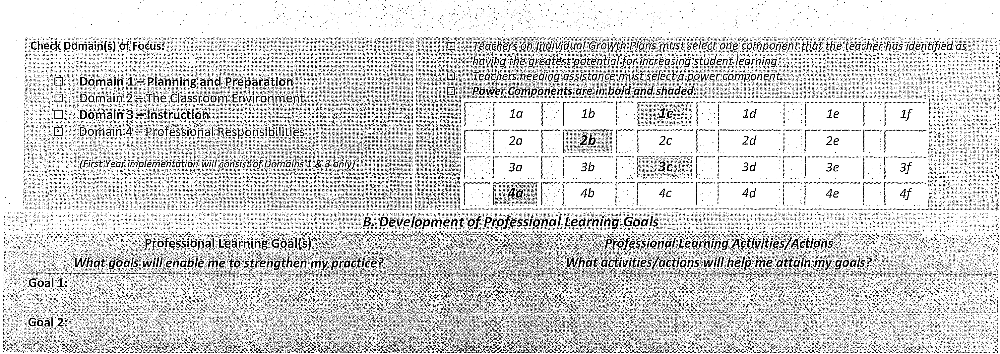 Check Domain(s) of Focus:
☐ Domain 1 – Planning and Preparation
☐ Domain 2 – The Classroom Environment
☐ Domain 3 – Instruction
☐ Domain 4 – Professional Responsibilities
(First Year implementation will consist of Domains 1 & 3 only)
☐ Teachers on Individual Growth Plans must select one component that the teacher has identified as
having the greatest potential for increasing student learning.
☐ Teachers needing assistance must select a power component.
☐ Power Components are in bold and shaded.
1a 1b 1c 1d 1e 1f
2a 2b 2c 2d 2e
3a 3b 3c 3d 3e 3f
4a 4b 4c 4d 4e 4f
B. Development of Professional Learning Goals
Professional Learning Goal(s)
What goals will enable me to strengthen my practice?
Professional Learning Activities/Actions
What activities/actions will help me attain my goals?
Goal 1:
Goal 2: